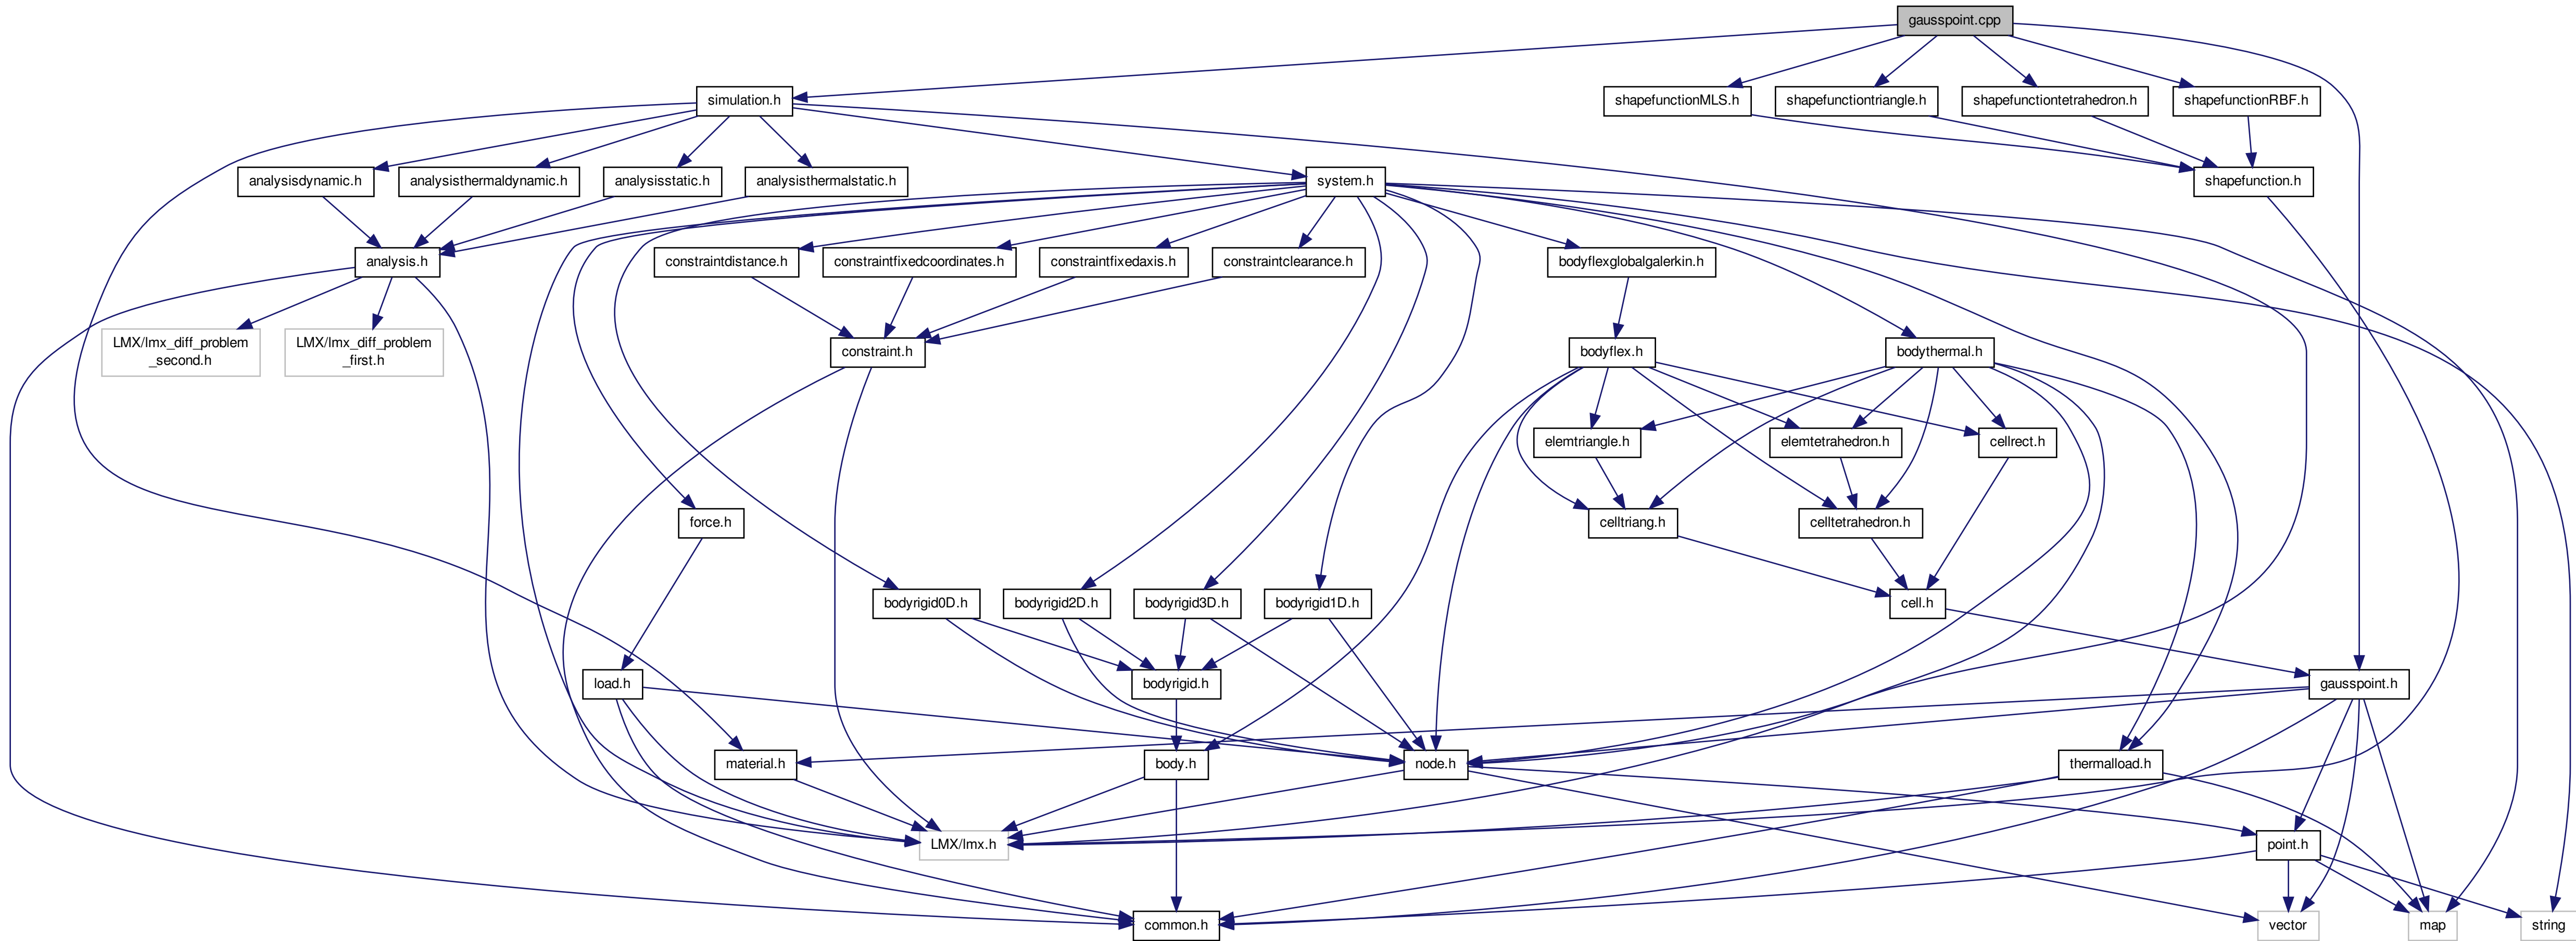 gausspoint.cpp
simulation.h
shapefunctionMLS.h
shapefunctiontriangle.h
shapefunctiontetrahedron.h
shapefunctionRBF.h
analysisdynamic.h
analysisthermaldynamic.h
analysisstatic.h
analysisthermalstatic.h
system.h
shapefunction.h
analysis.h
constraintdistance.h
constraintfixedcoordinates.h
constraintfixedaxis.h
constraintclearance.h
bodyflexglobalgalerkin.h
LMX/lmx_diff_problem
_second.h
LMX/lmx_diff_problem
_first.h
constraint.h
bodyflex.h
bodythermal.h
elemtriangle.h
elemtetrahedron.h
cellrect.h
force.h
celltriang.h
celltetrahedron.h
bodyrigid0D.h
bodyrigid2D.h
bodyrigid3D.h
bodyrigid1D.h
cell.h
load.h
bodyrigid.h
gausspoint.h
material.h
body.h
node.h
thermalload.h
LMX/lmx.h
point.h
common.h
vector
map
string